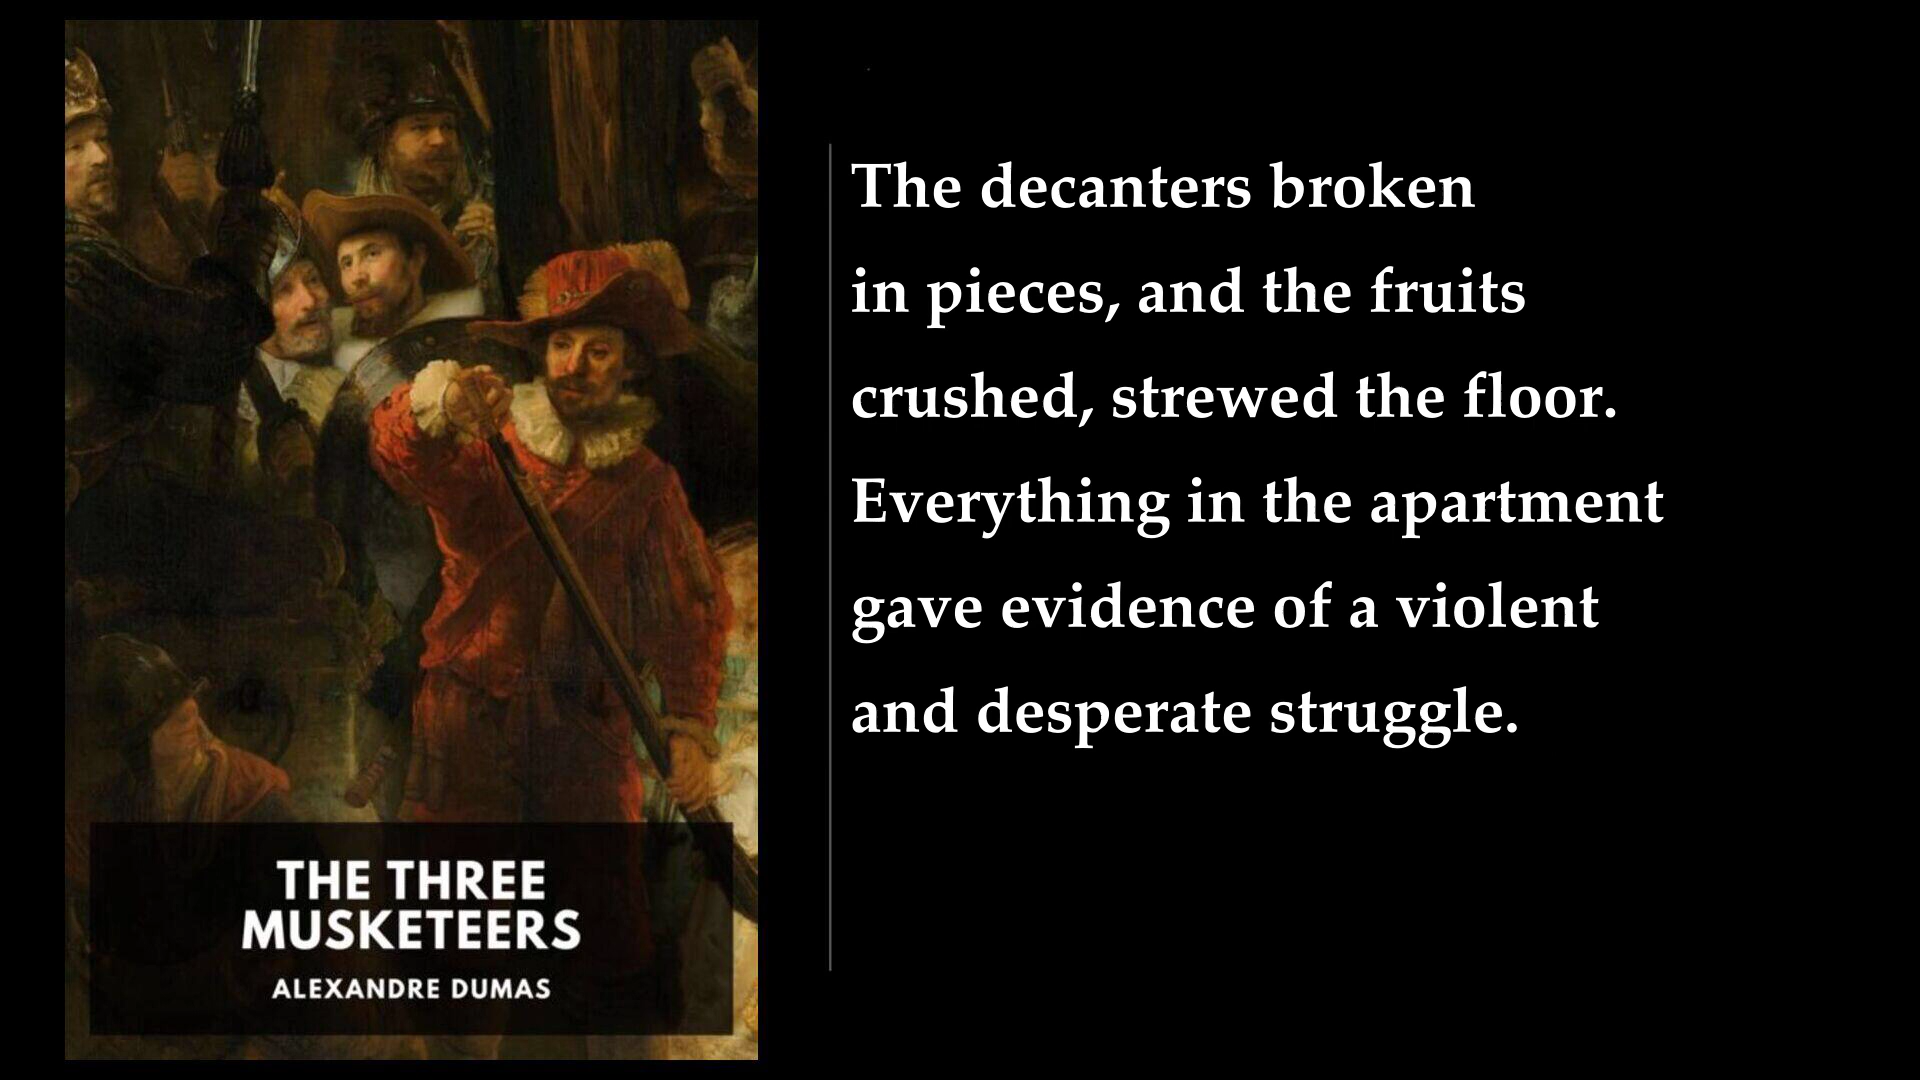 THE THREE
MUSKETEERS
ALEXANDRE DUMAS
The decanters broken
in pieces, and the fruits
crushed, strewed the floor.
Everything in the apartment
gave evidence of a violent
and desperate struggle.